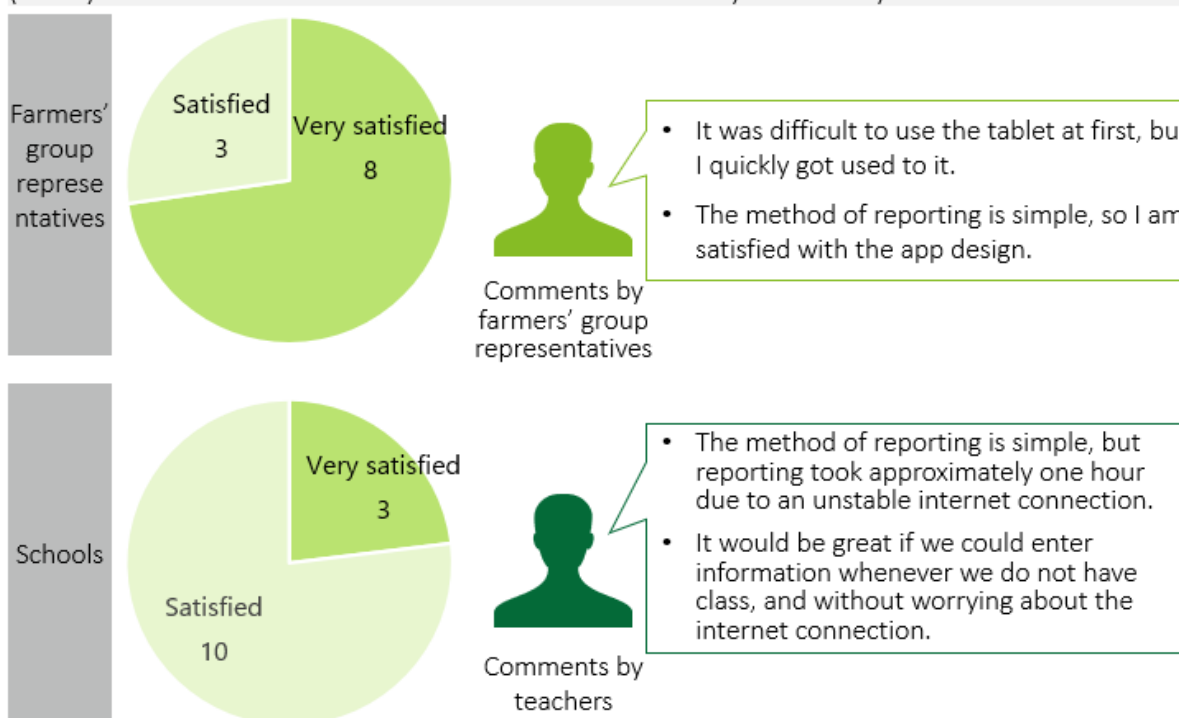 Farmers'
group
represe
ntatives
Satisfied
3
Very satisfied
8
Comments by
farmers' group
representatives
• It was difficult to use the tablet at first, bu
I quickly got used to it.
• The method of reporting is simple, so I am
satisfied with the app design.
Schools
Very satisfied
3
Satisfied
10
Comments by
teachers
• The method of reporting is simple, but
reporting took approximately one hour
due to an unstable internet connection.
• It would be great if we could enter
information whenever we do not have
class, and without worrying about the
internet connection.